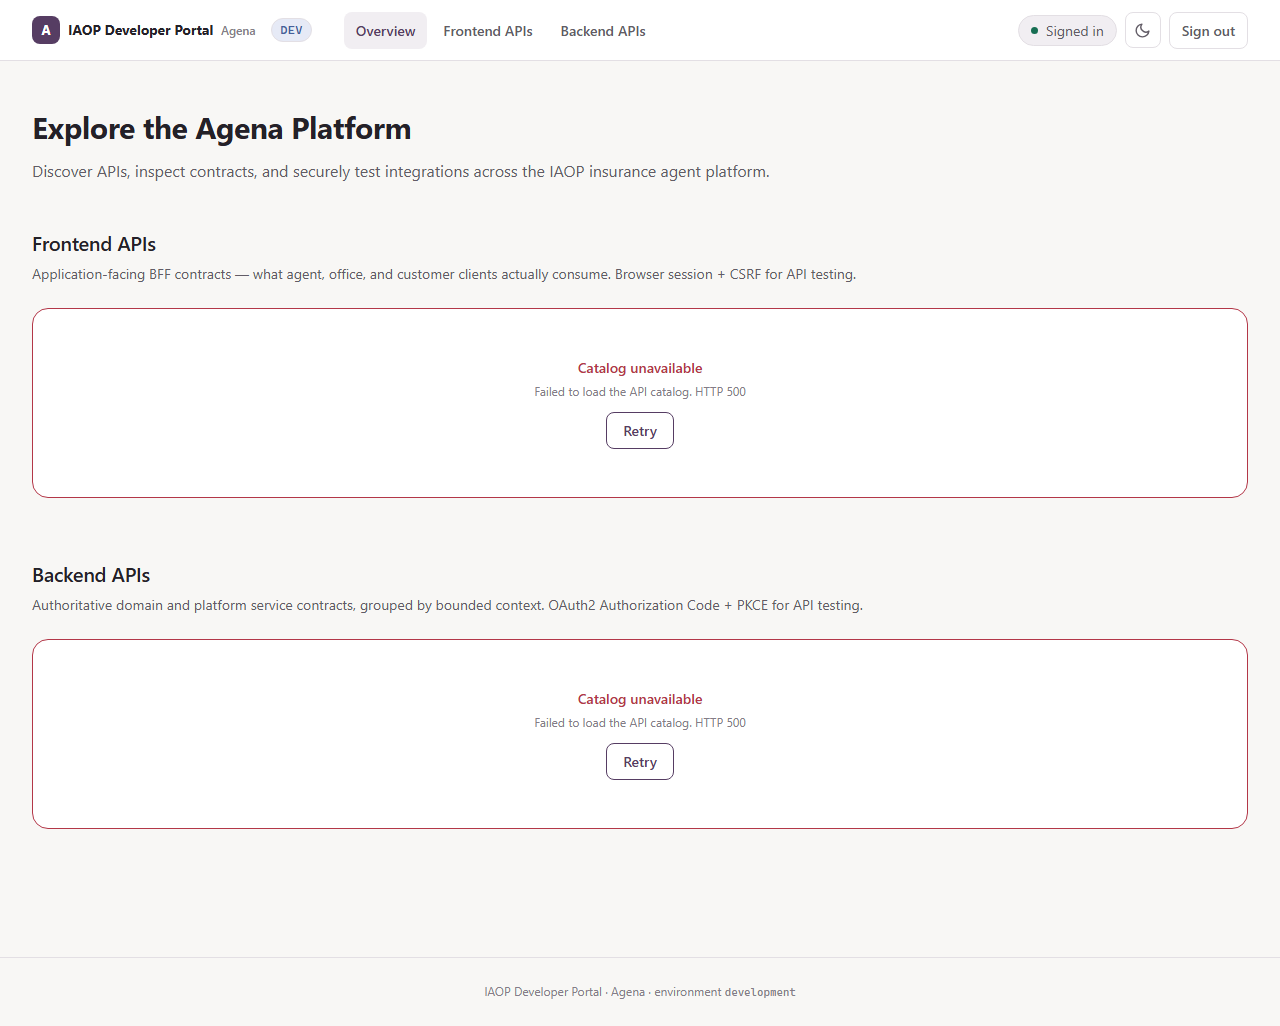 A IAOP Developer Portal Agena DEV Overview Frontend APIs Backend APIs Signed in Sign out
Explore the Agena Platform
Discover APIs, inspect contracts, and securely test integrations across the IAOP insurance agent platform.
Frontend APIs
Application-facing BFF contracts — what agent, office, and customer clients actually consume. Browser session + CSRF for API testing.
Catalog unavailable
Failed to load the API catalog. HTTP 500
Retry
Backend APIs
Authoritative domain and platform service contracts, grouped by bounded context. OAuth2 Authorization Code + PKCE for API testing.
Catalog unavailable
Failed to load the API catalog. HTTP 500
Retry
IAOP Developer Portal · Agena · environment development